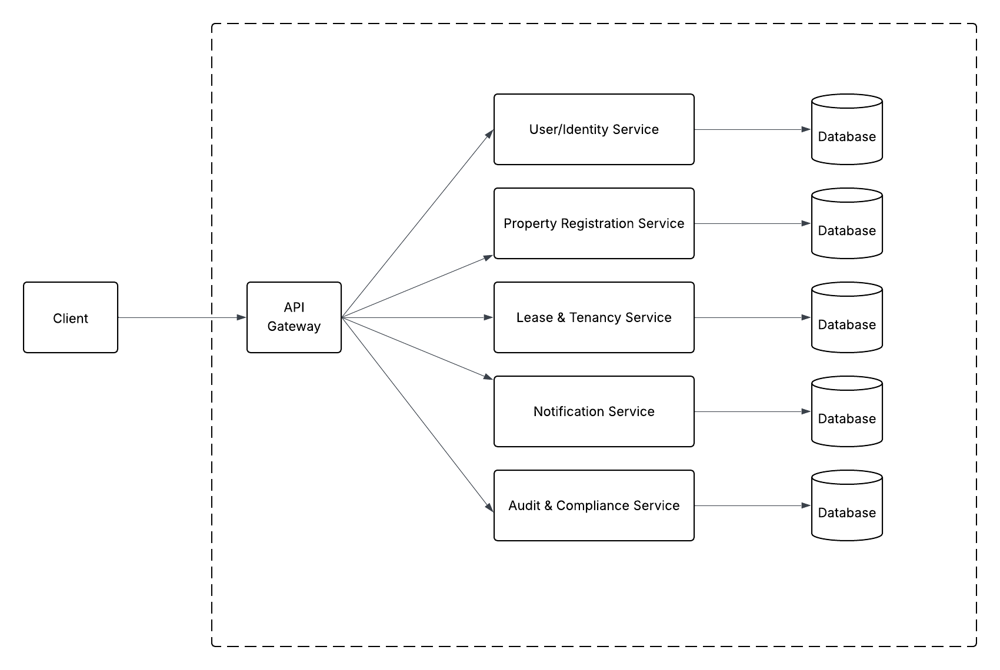 Client
API
Gateway
User/Identity Service
Database
Property Registration Service
Database
Lease & Tenancy Service
Database
Notification Service
Database
Audit & Compliance Service
Database